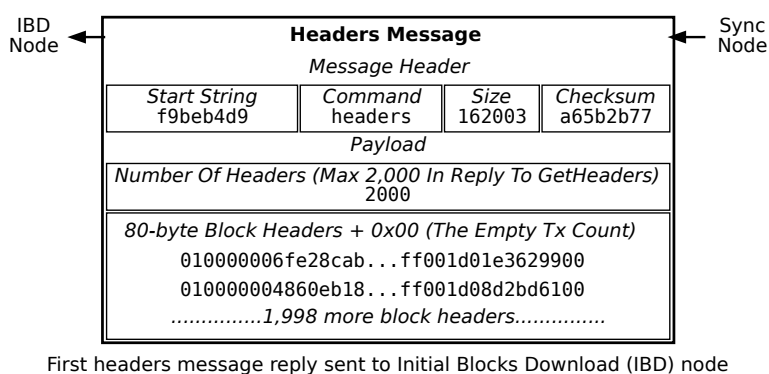 IBD
Node
Headers Message
Sync
Node
Message Header
Start String
f9beb4d9
Command
headers
Size
162003
Checksum
a65b2b77
Payload
Number Of Headers (Max 2,000 In Reply To GetHeaders)
2000
80-byte Block Headers + 0x00 (The Empty Tx Count)
010000006fe28cab...ff001d01e3629900
010000004860eb18...ff001d08d2bd6100
...............1,998 more block headers...............
First headers message reply sent to Initial Blocks Download (IBD) node